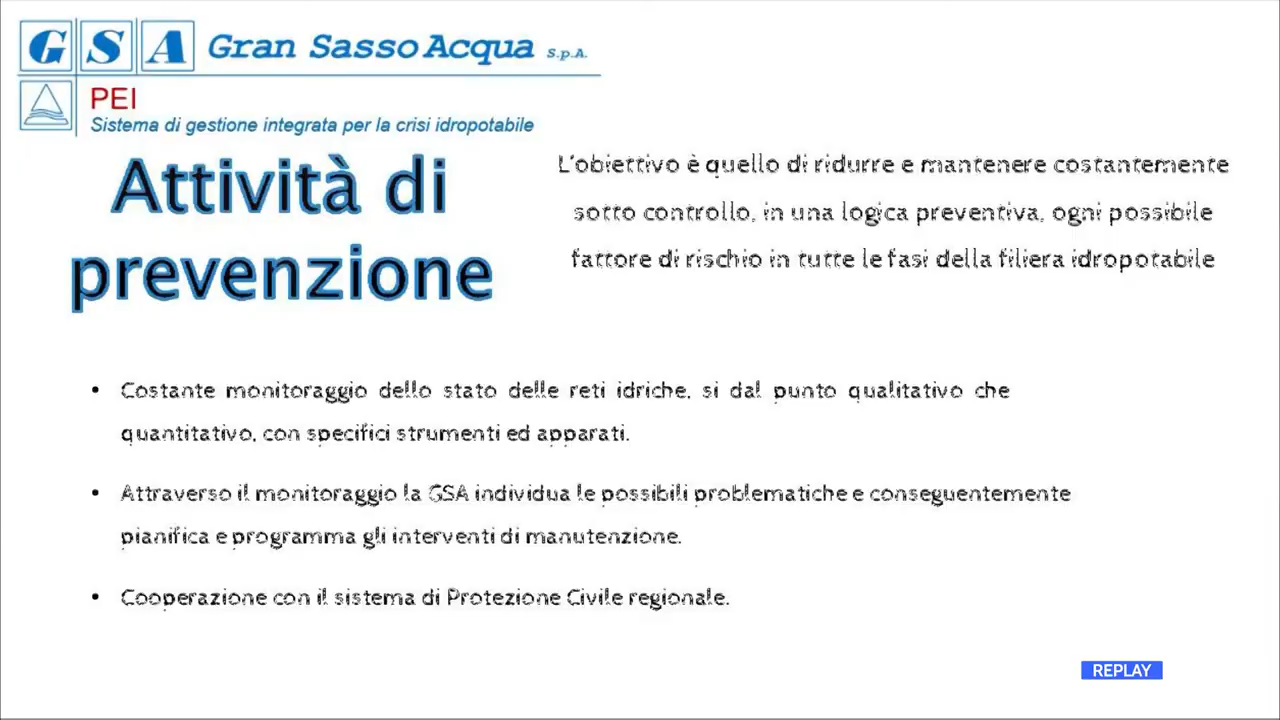 GSA Gran Sasso Acqua S.p.A.
PEI
Sistema di gestione integrata per la crisi idropotabile
Attività di
prevenzione
L'obiettivo è quello di ridurre e mantenere costantemente
sotto controllo, in una logica preventiva, ogni possibile
fattore di rischio in tutte le fasi della filiera idropotabile
• Costante monitoraggio dello stato delle reti idriche, si dal punto qualitativo che
quantitativo, con specifici strumenti ed apparati.
• Attraverso il monitoraggio la GSA individua le possibili problematiche e conseguentemente
pianifica e programma gli interventi di manutenzione.
• Cooperazione con il sistema di Protezione Civile regionale.
REPLAY